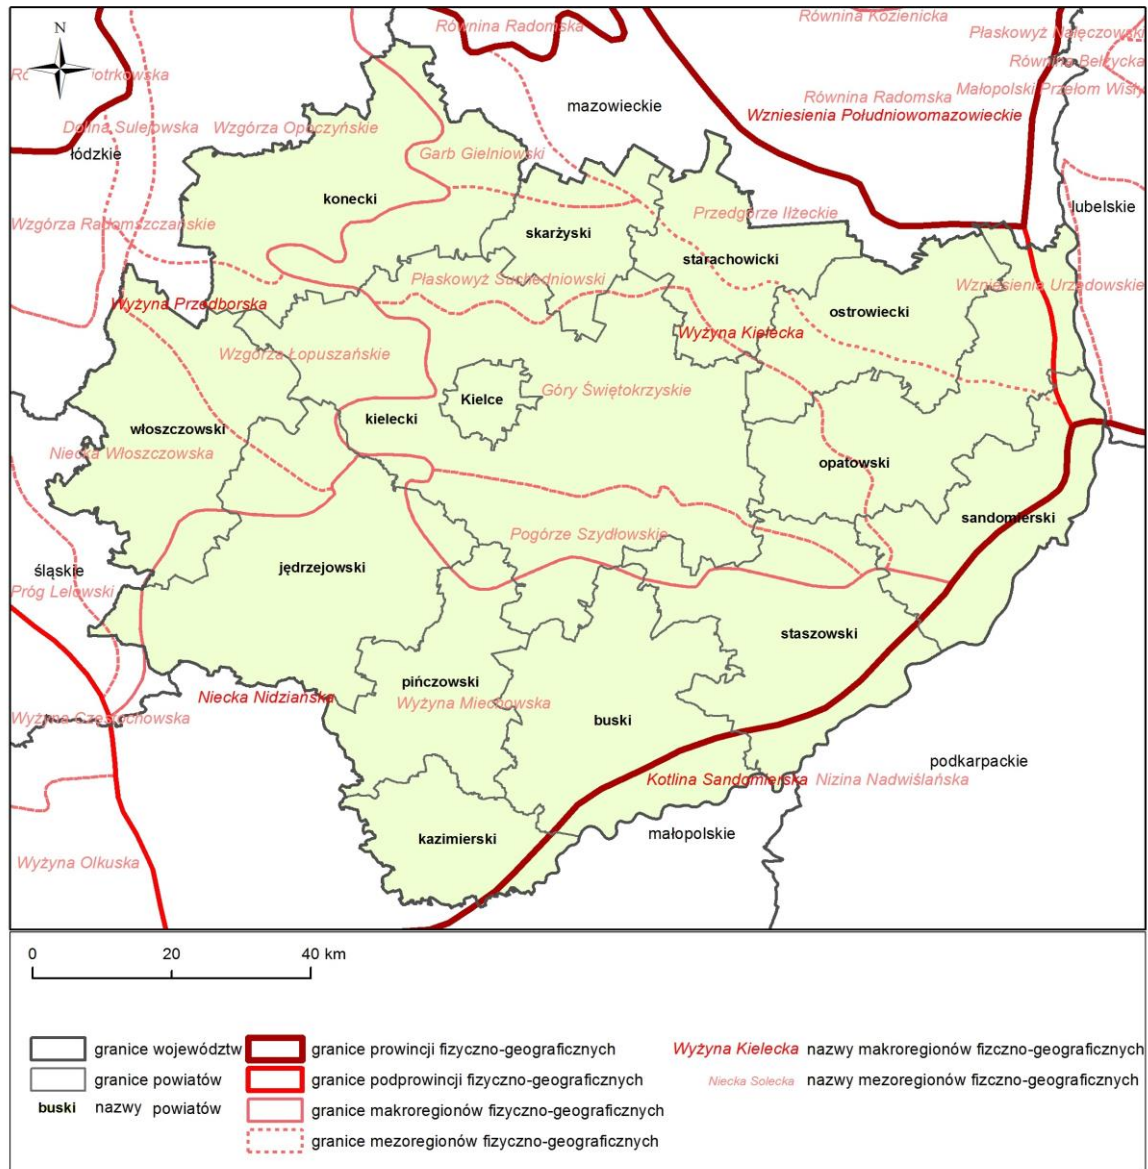 Równina Kozienicka
Równina Radomska
Płaskowyż Nałęczowski
N
Równina Bełżycka
mazowieckie
Równina Radomska
Małopolski Przełom Wisły
Wzniesienia Południowomazowieckie
Dolina Sulejowska
Wzgórza Opoczyńskie
łódzkie
Garb Gielniowski
konecki
lubelskie
Wzgórza Radomszczańskie
skarżyski
Przedgórze Iłżeckie
starachowicki
Płaskowyż Suchedniowski
Wzniesienia Urzędowskie
Wyżyna Przedborska
ostrowiecki
Wyżyna Kielecka
Wzgórza Łopuszańskie
Kielce
Góry Świętokrzyskie
kielecki
włoszczowski
Niecka Włoszczowska
opatowski
sandomierski
Pogórze Szydłowskie
śląskie
jędrzejowski
Próg Lelowski
staszowski
pińczowski
Niecka Nidziańska
Wyżyna Miechowska
Wyżyna Częstochowska
buski
podkarpackie
Kotlina Sandomierska
Nizina Nadwiślańska
kazimierski
małopolskie
Wyżyna Olkuska
0 20 40 km
granice województw
granice prowincji fizyczno-geograficznych
Wyżyna Kielecka nazwy makroregionów fizczno-geograficznych
granice powiatów
granice podprowincji fizyczno-geograficznych
Niecka Solecka nazwy mezoregionów fizczno-geograficznych
buski nazwy powiatów
granice makroregionów fizyczno-geograficznych
granice mezoregionów fizyczno-geograficznych